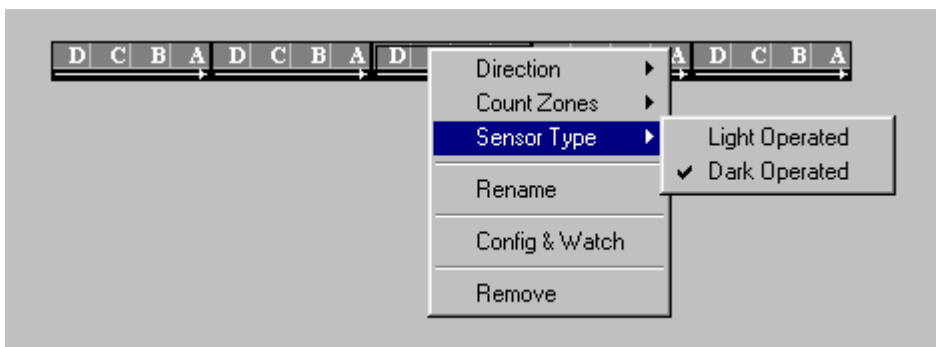 D C B A D C B A D A D C B A
Direction
Count Zones
Sensor Type
Light Operated
Dark Operated
Rename
Config & Watch
Remove